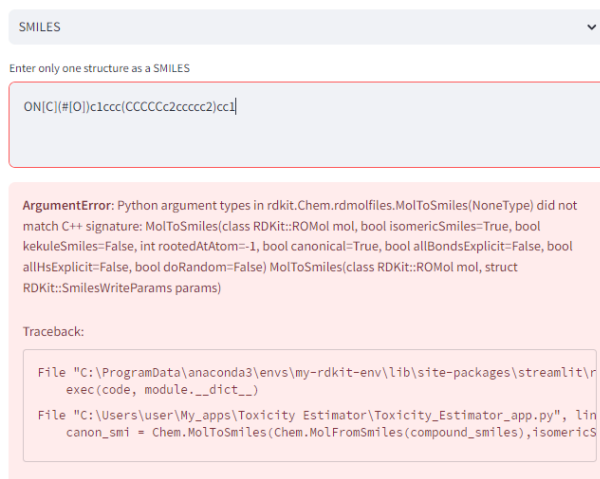 SMILES
Enter only one structure as a SMILES
ON[C](#[O])c1ccc(CCCCCc2ccccc2)cc1
ArgumentError: Python argument types in rdkit.Chem.rdmolfiles.MolToSmiles(NoneType) did not
match C++ signature: MolToSmiles(class RDKit::ROMol mol, bool isomericSmiles=True, bool
kekuleSmiles=False, int rootedAtAtom=-1, bool canonical=True, bool allBondsExplicit=False, bool
allHsExplicit=False, bool doRandom=False) MolToSmiles(class RDKit::ROMol mol, struct
RDKit::SmilesWriteParams params)
Traceback:
File "C:\ProgramData\anaconda3\envs\my-rdkit-env\lib\site-packages\streamlit\r
exec(code, module.__dict__)
File "C:\Users\user\My_apps\Toxicity Estimator\Toxicity_Estimator_app.py", lin
canon_smi = Chem.MolToSmiles(Chem.MolFromSmiles(compound_smiles),isomericS